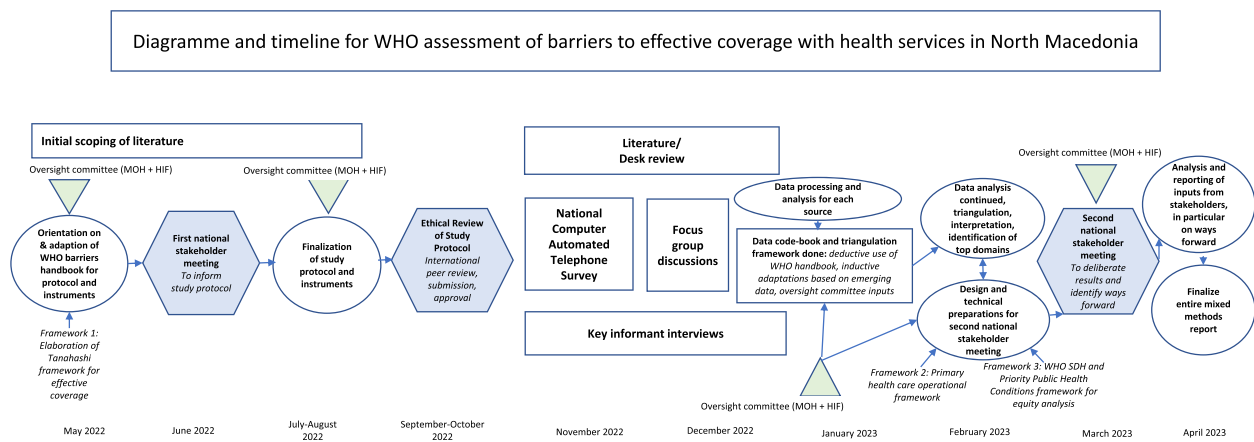 Diagramme and timeline for WHO assessment of barriers to effective coverage with health services in North Macedonia
Initial scoping of literature
Oversight committee (MOH + HIF)
Orientation on
& adaption of
WHO barriers
handbook for
protocol and
instruments
Framework 1:
Elaboration of
Tanahashi
framework for
effective
coverage
First national
stakeholder
meeting
To inform
study protocol
Oversight committee (MOH + HIF)
Finalization
of study
protocol and
instruments
Ethical Review
of Study
Protocol
International
peer review,
submission,
approval
Literature/
Desk review
National
Computer
Automated
Telephone
Survey
Focus
group
discussions
Key informant interviews
Data processing and
analysis for each
source
Data code-book and triangulation
framework done: deductive use of
WHO handbook, inductive
adaptations based on emerging
data, oversight committee inputs
Oversight committee (MOH + HIF)
Data analysis
continued,
triangulation,
interpretation,
identification of
top domains
Design and
technical
preparations for
second national
stakeholder
meeting
Framework 2: Primary
health care operational
framework
Framework 3: WHO SDH and
Priority Public Health
Conditions framework for
equity analysis
Oversight committee (MOH + HIF)
Second
national
stakeholder
meeting
To deliberate
results and
identify ways
forward
Analysis and
reporting of
inputs from
stakeholders,
in particular
on ways
forward
Finalize
entire mixed
methods
report
May 2022
June 2022
July-August
2022
September-October
2022
November 2022
December 2022
January 2023
February 2023
March 2023
April 2023